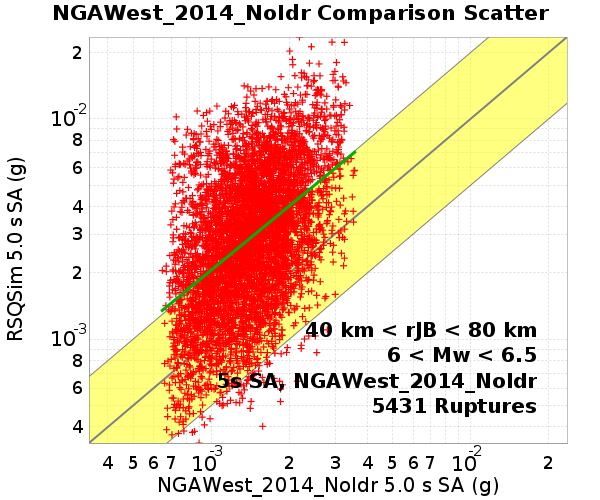 NGAWest_2014_NoIdr Comparison Scatter
RSQSim 5.0 s SA (g)
2
10-2
8
6
4
3
2
10-3
8
6
4
40 km < rJB < 80 km
6 < Mw < 6.5
5s SA, NGAWest_2014_NoIdr
5431 Ruptures
4 5 6 7 10-3 2 3 4 5 6 7 10-2 2
NGAWest_2014_NoIdr 5.0 s SA (g)